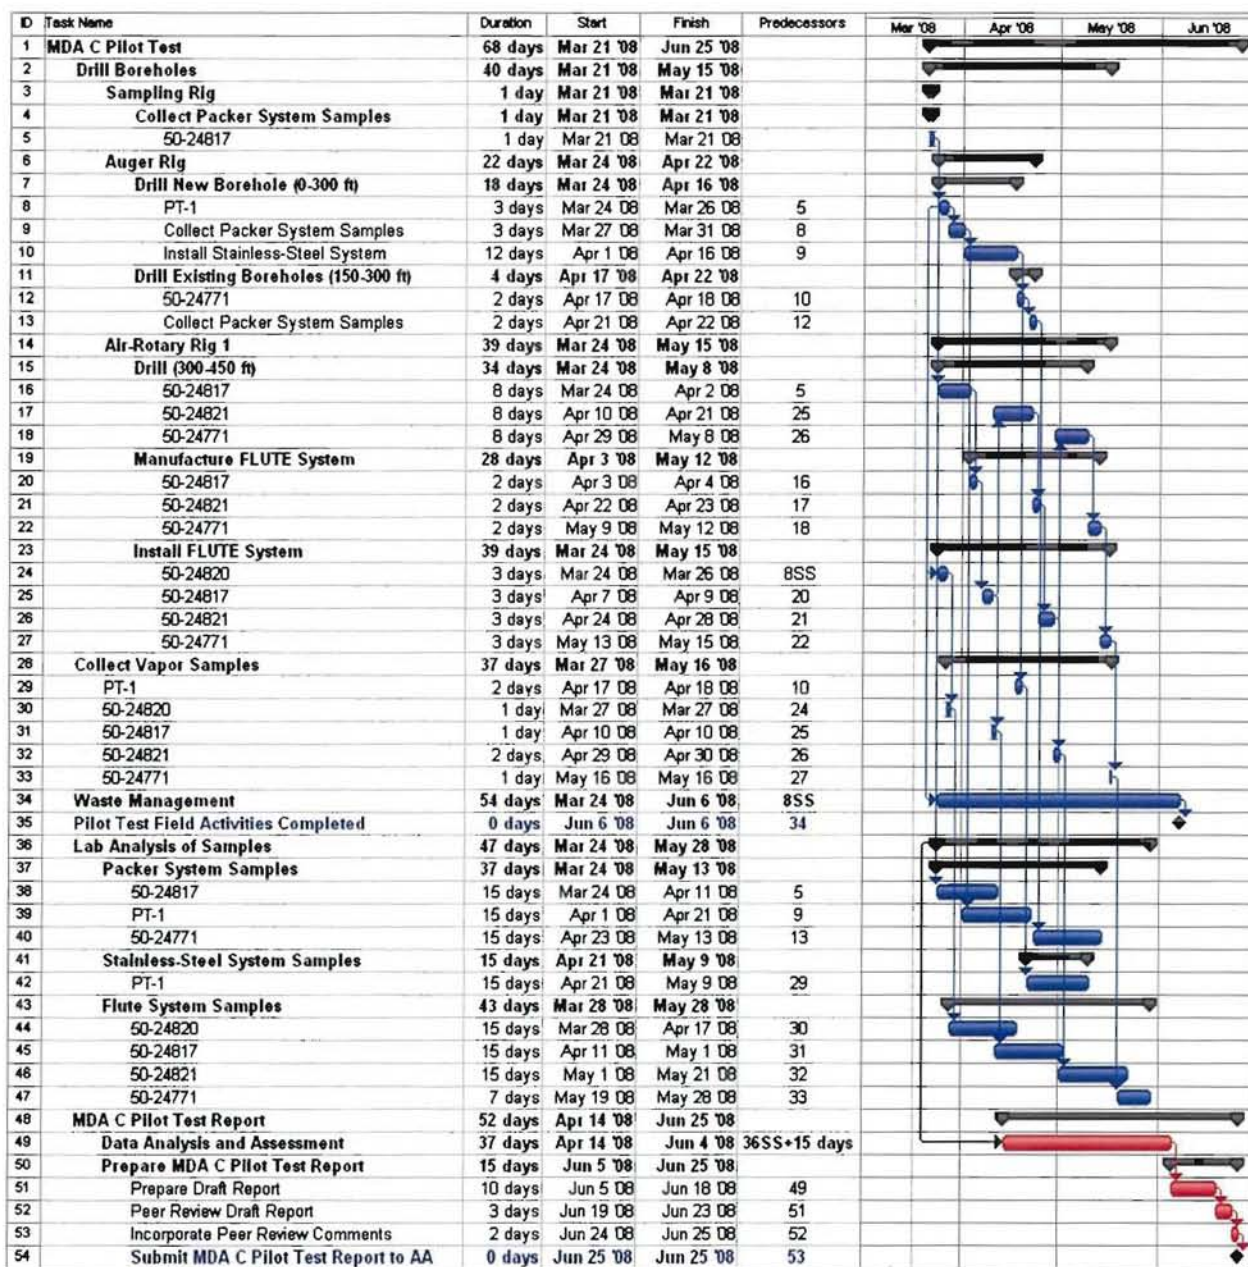 ID Task Name Duration Start Finish Predecessors Mar '08 Apr '08 May '08 Jun '08
1 MDA C Pilot Test 68 days Mar 21 '08 Jun 25 '08
2 Drill Boreholes 40 days Mar 21 '08 May 15 '08
3 Sampling Rig 1 day Mar 21 '08 Mar 21 '08
4 Collect Packer System Samples 1 day Mar 21 '08 Mar 21 '08
5 50-24817 1 day Mar 21 '08 Mar 21 '08
6 Auger Rig 22 days Mar 24 '08 Apr 22 '08
7 Drill New Borehole (0-300 ft) 18 days Mar 24 '08 Apr 16 '08
8 PT-1 3 days Mar 24 '08 Mar 26 '08 5
9 Collect Packer System Samples 3 days Mar 27 '08 Mar 31 '08 8
10 Install Stainless-Steel System 12 days Apr 1 '08 Apr 16 '08 9
11 Drill Existing Boreholes (150-300 ft) 4 days Apr 17 '08 Apr 22 '08
12 50-24771 2 days Apr 17 '08 Apr 18 '08 10
13 Collect Packer System Samples 2 days Apr 21 '08 Apr 22 '08 12
14 Air-Rotary Rig 1 39 days Mar 24 '08 May 15 '08
15 Drill (300-450 ft) 34 days Mar 24 '08 May 8 '08
16 50-24817 8 days Mar 24 '08 Apr 2 '08 5
17 50-24821 8 days Apr 10 '08 Apr 21 '08 25
18 50-24771 8 days Apr 29 '08 May 8 '08 26
19 Manufacture FLUTE System 28 days Apr 3 '08 May 12 '08
20 50-24817 2 days Apr 3 '08 Apr 4 '08 16
21 50-24821 2 days Apr 22 '08 Apr 23 '08 17
22 50-24771 2 days May 9 '08 May 12 '08 18
23 Install FLUTE System 39 days Mar 24 '08 May 15 '08
24 50-24820 3 days Mar 24 '08 Mar 26 '08 8SS
25 50-24817 3 days Apr 7 '08 Apr 9 '08 20
26 50-24821 3 days Apr 24 '08 Apr 28 '08 21
27 50-24771 3 days May 13 '08 May 15 '08 22
28 Collect Vapor Samples 37 days Mar 27 '08 May 16 '08
29 PT-1 2 days Apr 17 '08 Apr 18 '08 10
30 50-24820 1 day Mar 27 '08 Mar 27 '08 24
31 50-24817 1 day Apr 10 '08 Apr 10 '08 25
32 50-24821 2 days Apr 29 '08 Apr 30 '08 26
33 50-24771 1 day May 16 '08 May 16 '08 27
34 Waste Management 54 days Mar 24 '08 Jun 6 '08 8SS
35 Pilot Test Field Activities Completed 0 days Jun 6 '08 Jun 6 '08 34
36 Lab Analysis of Samples 47 days Mar 24 '08 May 28 '08
37 Packer System Samples 37 days Mar 24 '08 May 13 '08
38 50-24817 15 days Mar 24 '08 Apr 11 '08 5
39 PT-1 15 days Apr 1 '08 Apr 21 '08 9
40 50-24771 15 days Apr 23 '08 May 13 '08 13
41 Stainless-Steel System Samples 15 days Apr 21 '08 May 9 '08
42 PT-1 15 days Apr 21 '08 May 9 '08 29
43 Flute System Samples 43 days Mar 28 '08 May 28 '08
44 50-24820 15 days Mar 28 '08 Apr 17 '08 30
45 50-24817 15 days Apr 11 '08 May 1 '08 31
46 50-24821 15 days May 1 '08 May 21 '08 32
47 50-24771 7 days May 19 '08 May 28 '08 33
48 MDA C Pilot Test Report 52 days Apr 14 '08 Jun 25 '08
49 Data Analysis and Assessment 37 days Apr 14 '08 Jun 4 '08 36SS+15 days
50 Prepare MDA C Pilot Test Report 15 days Jun 5 '08 Jun 25 '08
51 Prepare Draft Report 10 days Jun 5 '08 Jun 18 '08 49
52 Peer Review Draft Report 3 days Jun 19 '08 Jun 23 '08 51
53 Incorporate Peer Review Comments 2 days Jun 24 '08 Jun 25 '08 52
54 Submit MDA C Pilot Test Report to AA 0 days Jun 25 '08 Jun 25 '08 53